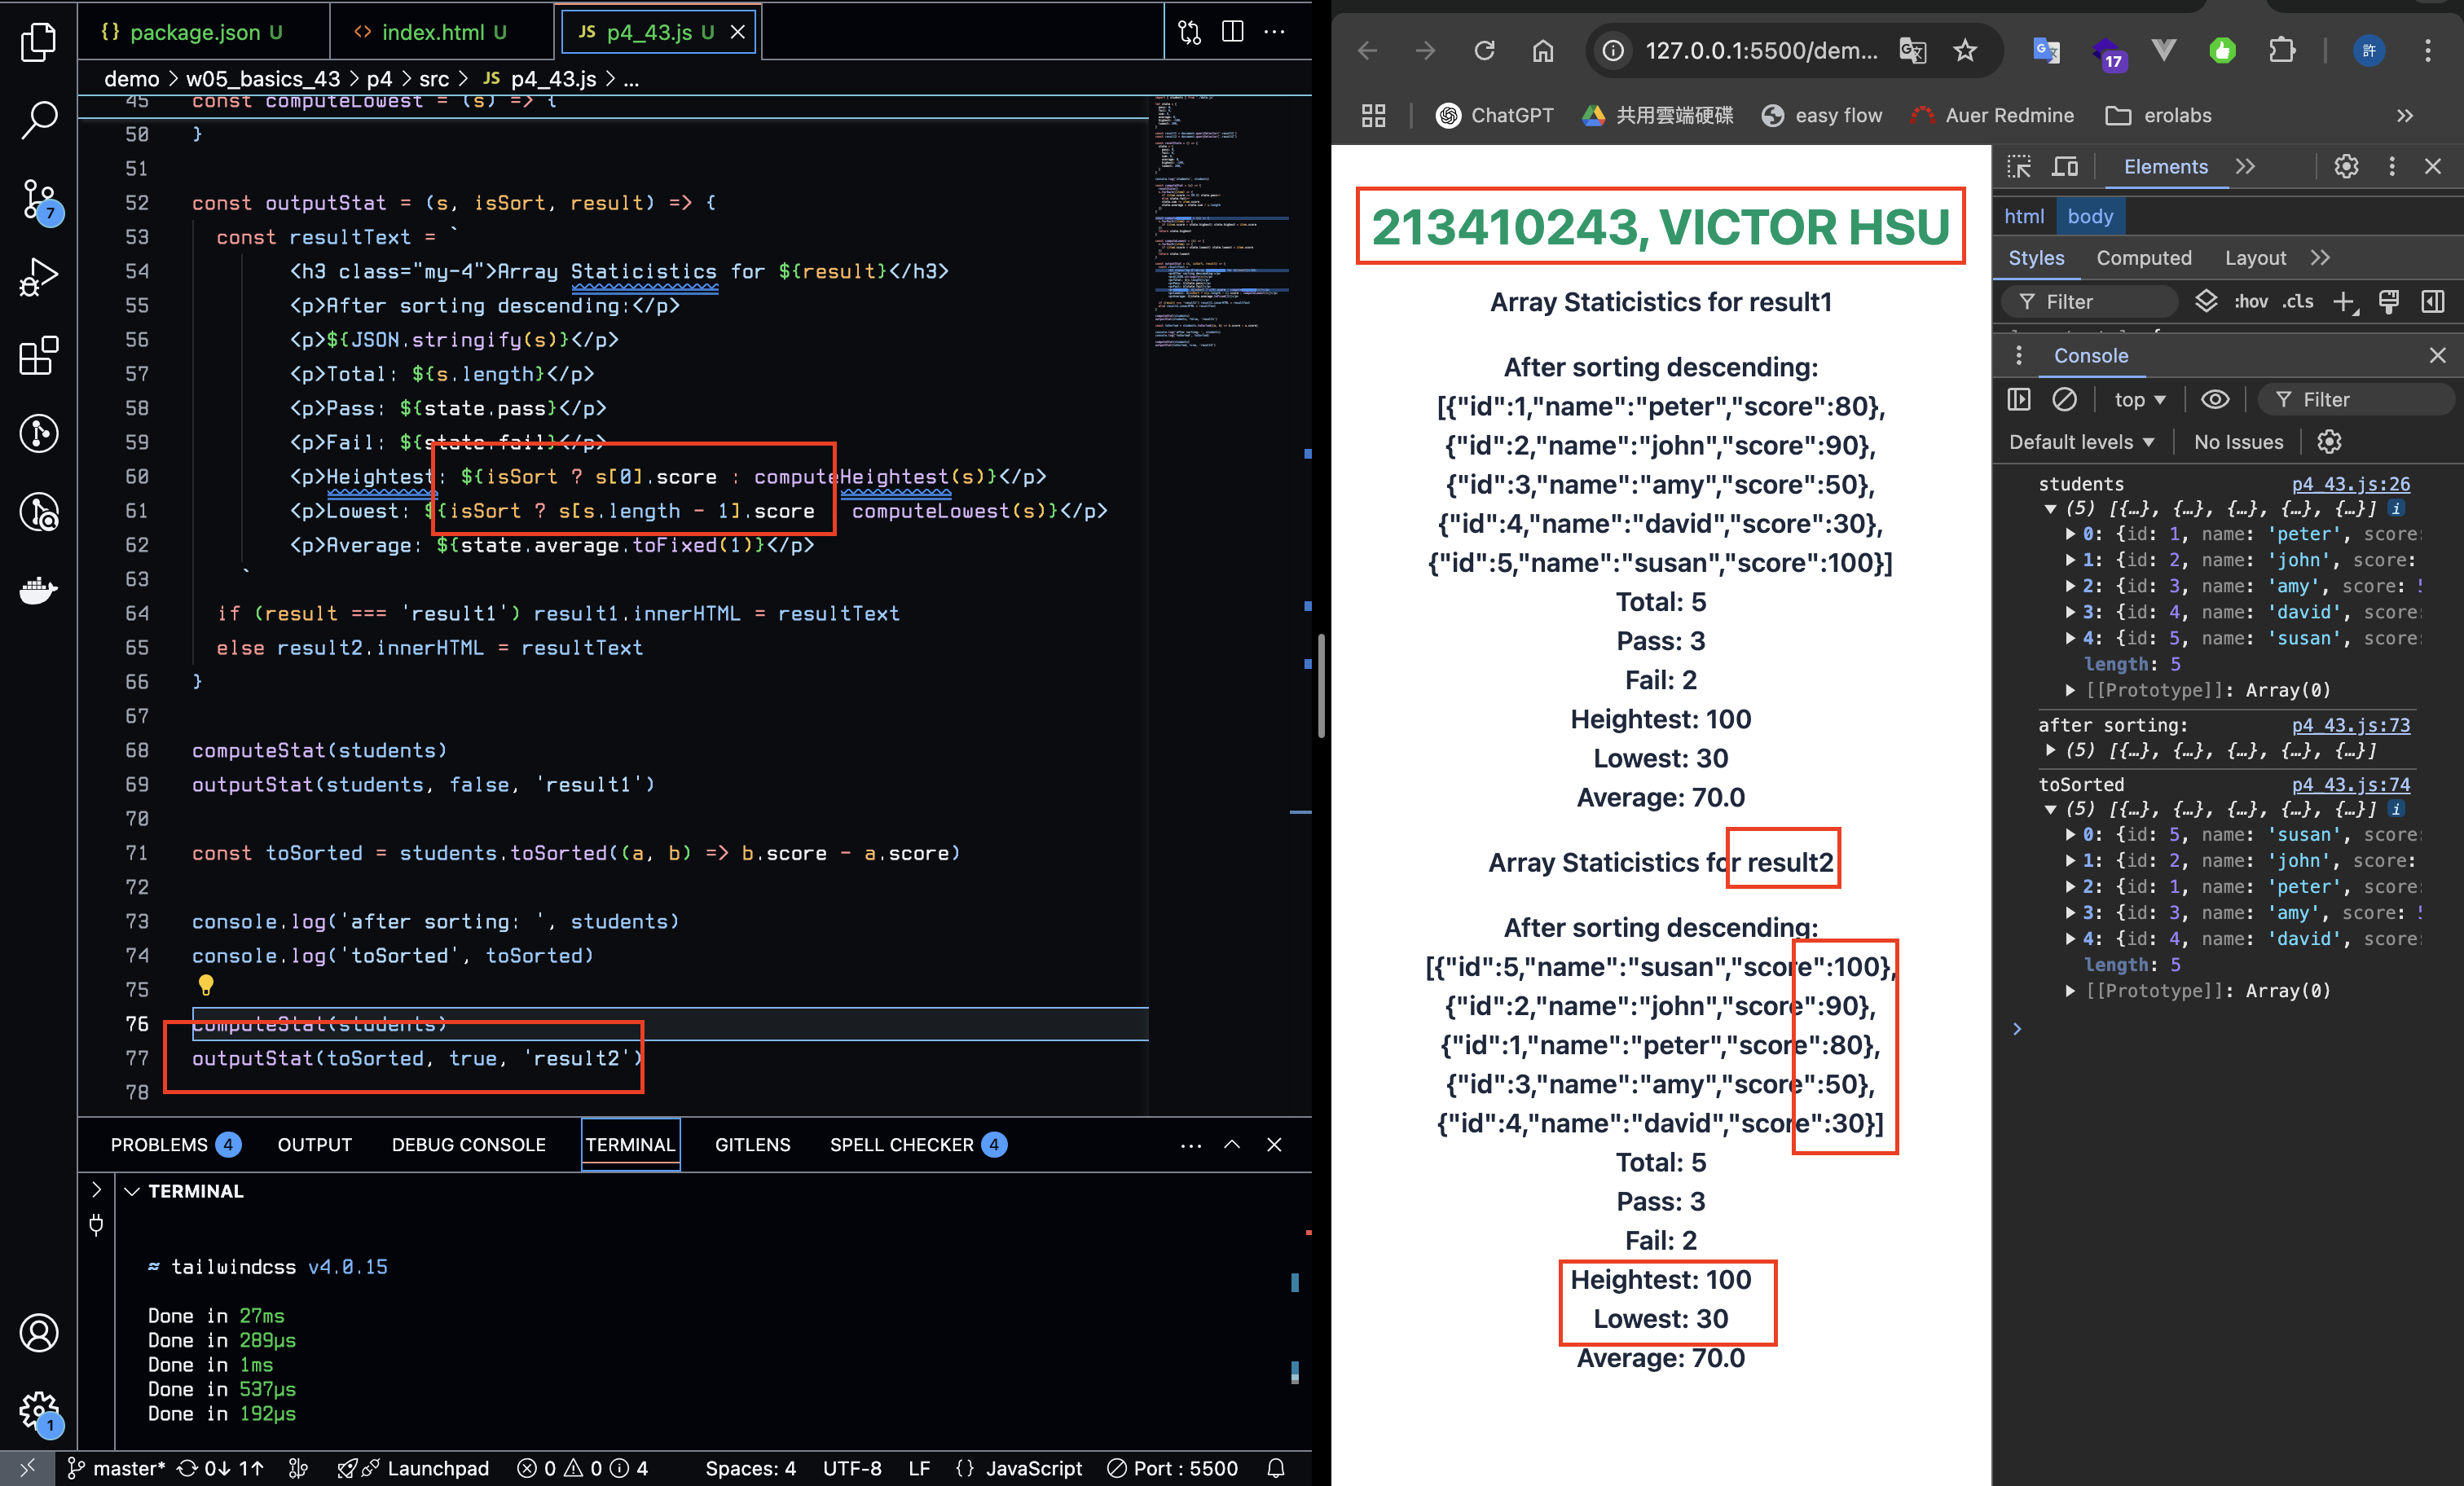 {} package.json U
<> index.html U
JS p4_43.js U
demo > w05_basics_43 > p4 > src > JS p4_43.js > ...
45 const computeLowest = (s) => {
50 }
51
52 const outputStat = (s, isSort, result) => {
53 const resultText = `
54 <h3 class="my-4">Array Staticistics for ${result}</h3>
55 <p>After sorting descending:</p>
56 <p>${JSON.stringify(s)}</p>
57 <p>Total: ${s.length}</p>
58 <p>Pass: ${state.pass}</p>
59 <p>Fail: ${state.fail}</p>
60 <p>Heightest: ${isSort ? s[0].score : computeHeightest(s)}</p>
61 <p>Lowest: ${isSort ? s[s.length - 1].score computeLowest(s)}</p>
62 <p>Average: ${state.average.toFixed(1)}</p>
63 `
64 if (result === 'result1') result1.innerHTML = resultText
65 else result2.innerHTML = resultText
66 }
67
68 computeStat(students)
69 outputStat(students, false, 'result1')
70
71 const toSorted = students.toSorted((a, b) => b.score - a.score)
72
73 console.log('after sorting: ', students)
74 console.log('toSorted', toSorted)
75
76 computeStat(students)
77 outputStat(toSorted, true, 'result2')
78
PROBLEMS 4 OUTPUT DEBUG CONSOLE TERMINAL GITLENS SPELL CHECKER 4
TERMINAL
≈ tailwindcss v4.0.15
Done in 27ms
Done in 289µs
Done in 1ms
Done in 537µs
Done in 192µs
7
1
master* 0↓ 1↑ Launchpad 0 0 4 Spaces: 4 UTF-8 LF {} JavaScript Port : 5500
127.0.0.1:5500/dem...
17
許
ChatGPT 共用雲端硬碟 easy flow Auer Redmine erolabs
213410243, VICTOR HSU
Array Staticistics for result1
After sorting descending:
[{"id":1,"name":"peter","score":80},
{"id":2,"name":"john","score":90},
{"id":3,"name":"amy","score":50},
{"id":4,"name":"david","score":30},
{"id":5,"name":"susan","score":100}]
Total: 5
Pass: 3
Fail: 2
Heightest: 100
Lowest: 30
Average: 70.0
Array Staticistics for result2
After sorting descending:
[{"id":5,"name":"susan","score":100},
{"id":2,"name":"john","score":90},
{"id":1,"name":"peter","score":80},
{"id":3,"name":"amy","score":50},
{"id":4,"name":"david","score":30}]
Total: 5
Pass: 3
Fail: 2
Heightest: 100
Lowest: 30
Average: 70.0
Elements
html body
Styles Computed Layout
Filter :hov .cls
Console
top Filter
Default levels No Issues
students p4_43.js:26
(5) [{…}, {…}, {…}, {…}, {…}] i
0: {id: 1, name: 'peter', score:
1: {id: 2, name: 'john', score:
2: {id: 3, name: 'amy', score:
3: {id: 4, name: 'david', score:
4: {id: 5, name: 'susan', score:
length: 5
[[Prototype]]: Array(0)
after sorting: p4_43.js:73
(5) [{…}, {…}, {…}, {…}, {…}]
toSorted p4_43.js:74
(5) [{…}, {…}, {…}, {…}, {…}] i
0: {id: 5, name: 'susan', score:
1: {id: 2, name: 'john', score:
2: {id: 1, name: 'peter', score:
3: {id: 3, name: 'amy', score:
4: {id: 4, name: 'david', score:
length: 5
[[Prototype]]: Array(0)